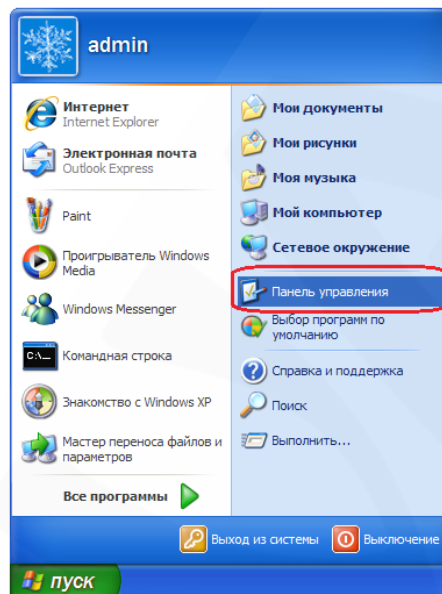 admin
Интернет
Internet Explorer
Электронная почта
Outlook Express
Paint
Проигрыватель Windows
Media
Windows Messenger
Командная строка
Знакомство с Windows XP
Мастер переноса файлов и
параметров
Все программы
Мои документы
Мои рисунки
Моя музыка
Мой компьютер
Сетевое окружение
Панель управления
Выбор программ по
умолчанию
Справка и поддержка
Поиск
Выполнить...
Выход из системы
Выключение
пуск